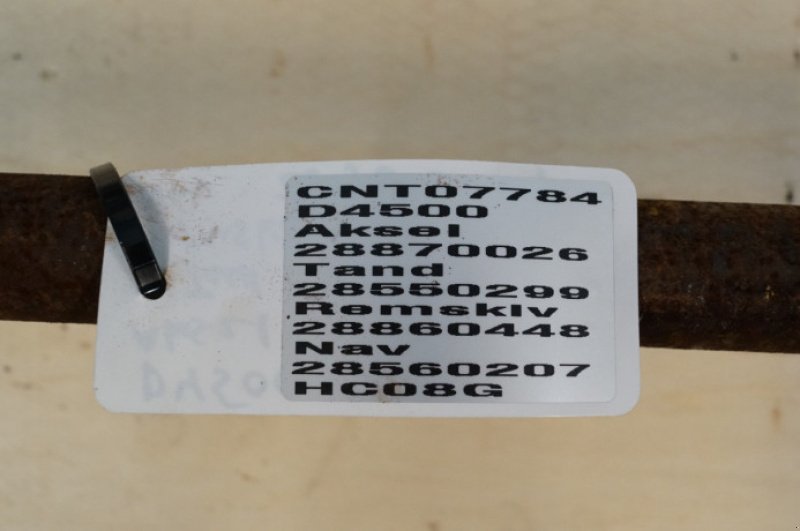 CNT07784
D4500
Aksel
28870026
Tand
28550299
Remskiv
28860448
Nav
28560207
HC08G